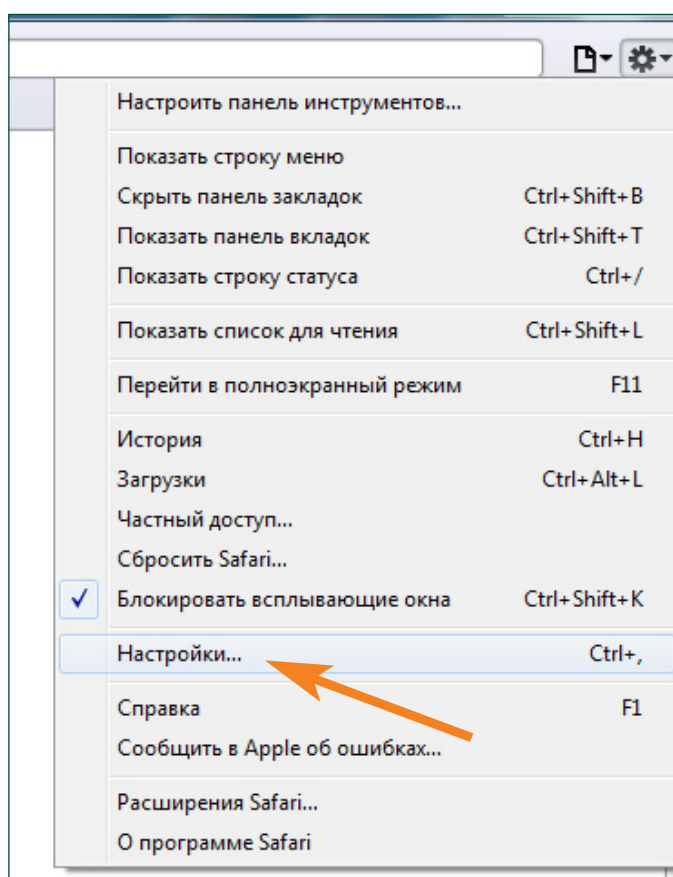 Настроить панель инструментов...
Показать строку меню
Скрыть панель закладок Ctrl+Shift+B
Показать панель вкладок Ctrl+Shift+T
Показать строку статуса Ctrl+/
Показать список для чтения Ctrl+Shift+L
Перейти в полноэкранный режим F11
История Ctrl+H
Загрузки Ctrl+Alt+L
Частный доступ...
Сбросить Safari...
Блокировать всплывающие окна Ctrl+Shift+K
Настройки... Ctrl+,
Справка F1
Сообщить в Apple об ошибках...
Расширения Safari...
О программе Safari